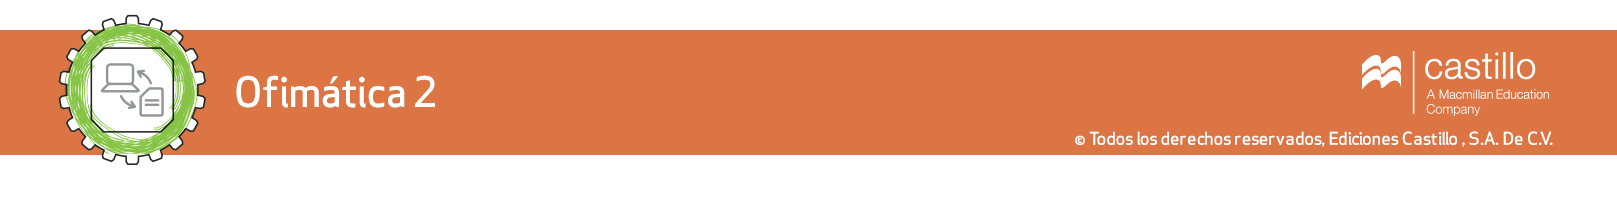 Ofimática 2
castillo
A Macmillan Education
Company
© Todos los derechos reservados, Ediciones Castillo , S.A. De C.V.